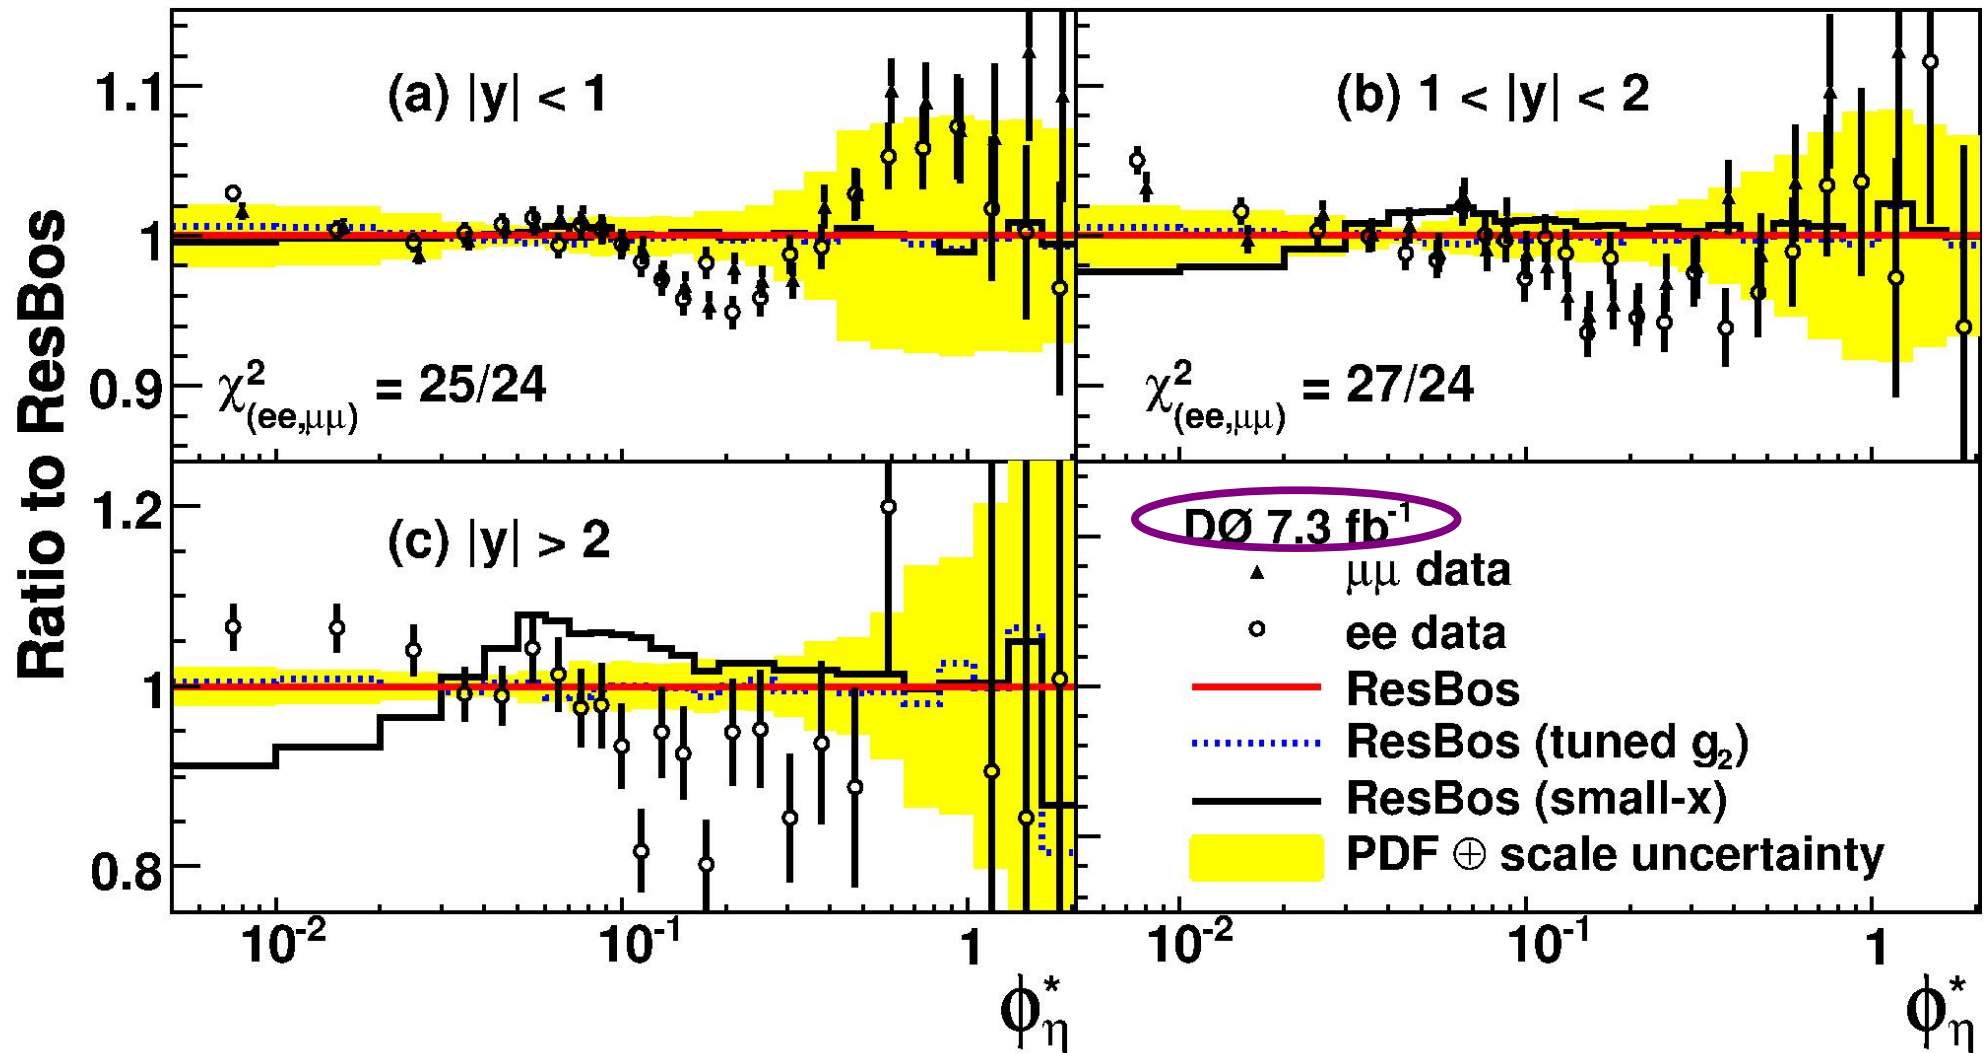 Ratio to ResBos
(a) |y| < 1
(b) 1 < |y| < 2
1.1
1
0.9
χ²(ee,μμ) = 25/24
χ²(ee,μμ) = 27/24
(c) |y| > 2
1.2
1
0.8
DØ 7.3 fb⁻¹
μμ data
ee data
ResBos
ResBos (tuned g₂)
ResBos (small-x)
PDF ⊕ scale uncertainty
10⁻² 10⁻¹ 1
10⁻² 10⁻¹ 1
ϕ*η
ϕ*η